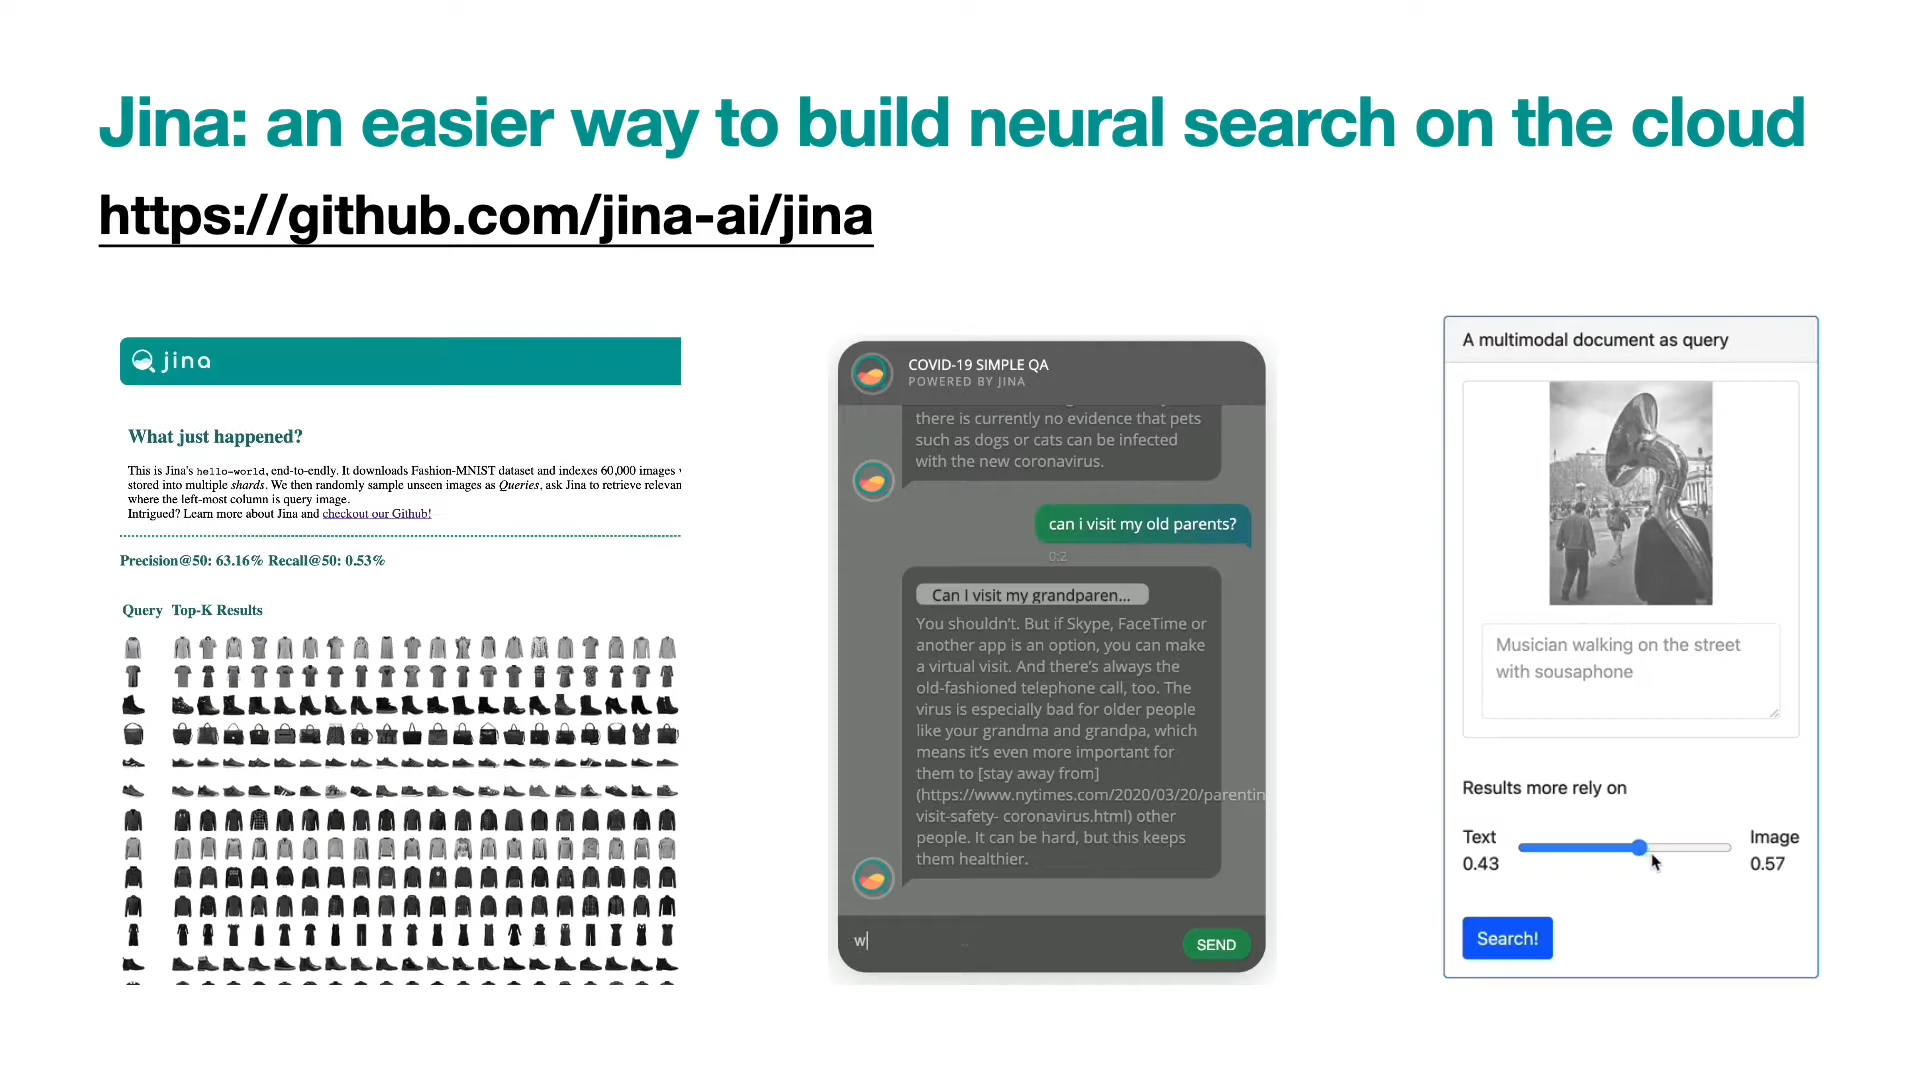 Jina: an easier way to build neural search on the cloud
https://github.com/jina-ai/jina
jina
What just happened?
This is Jina's hello-world, end-to-endly. It downloads Fashion-MNIST dataset and indexes 60,000 images
stored into multiple shards. We then randomly sample unseen images as Queries, ask Jina to retrieve relevan
where the left-most column is query image.
Intrigued? Learn more about Jina and checkout our Github!
Precision@50: 63.16% Recall@50: 0.53%
Query Top-K Results
COVID-19 SIMPLE QA
POWERED BY JINA
there is currently no evidence that pets
such as dogs or cats can be infected
with the new coronavirus.
can i visit my old parents?
0:2
Can I visit my grandparen...
You shouldn't. But if Skype, FaceTime or
another app is an option, you can make
a virtual visit. And there's always the
old-fashioned telephone call, too. The
virus is especially bad for older people
like your grandma and grandpa, which
means it's even more important for
them to [stay away from]
(https://www.nytimes.com/2020/03/20/parentin
visit-safety- coronavirus.html) other
people. It can be hard, but this keeps
them healthier.
w
SEND
A multimodal document as query
Musician walking on the street
with sousaphone
Results more rely on
Text
Image
0.43
0.57
Search!